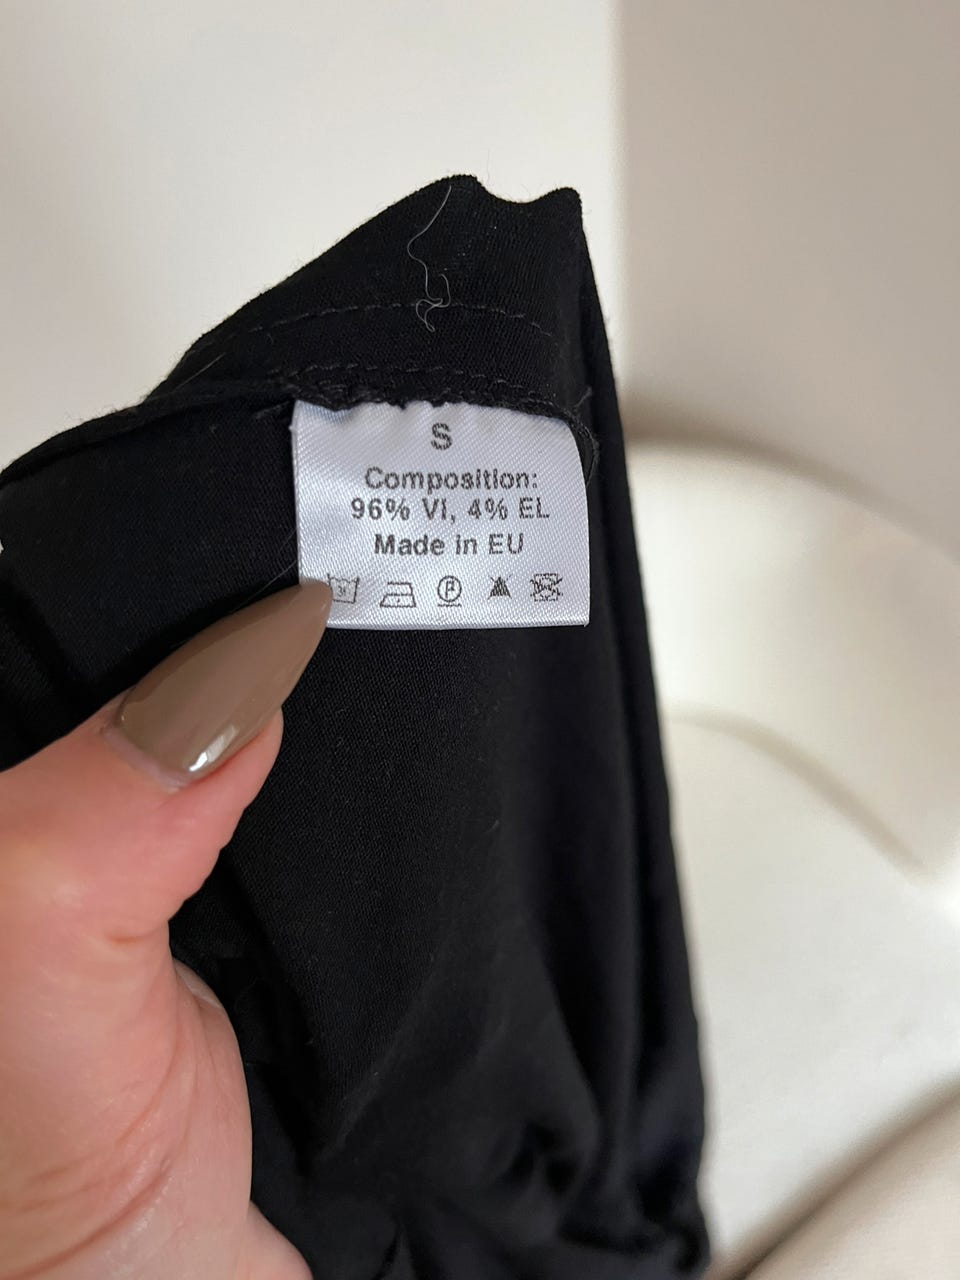 S
Composition:
96% VI, 4% EL
Made in EU
P